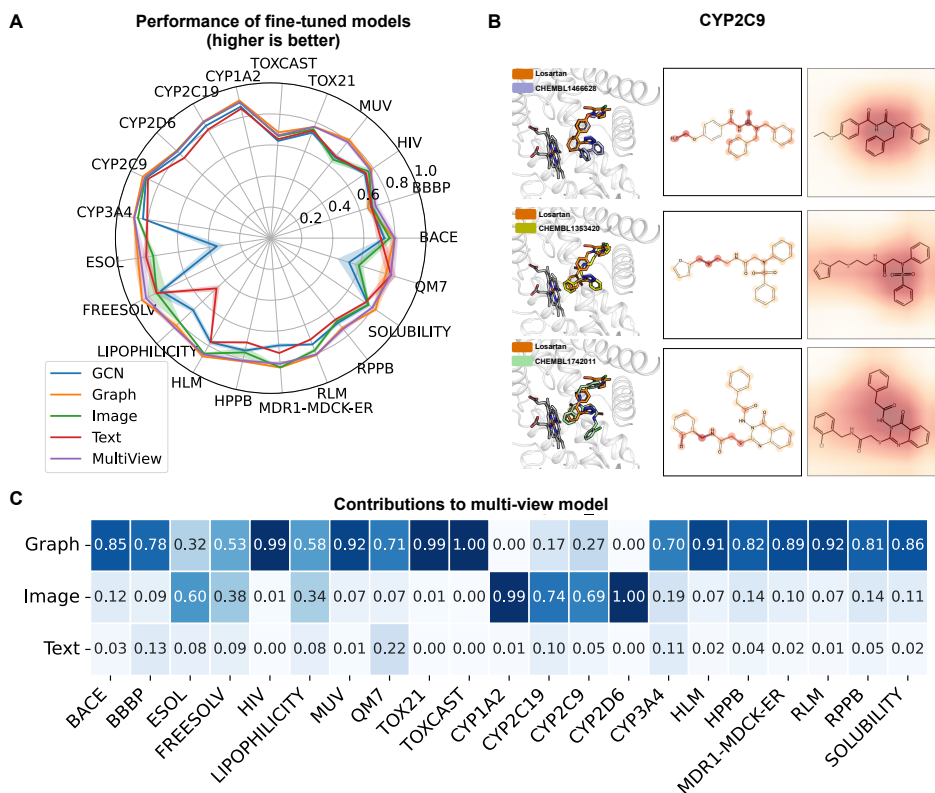 A
Performance of fine-tuned models
(higher is better)
TOXCAST
CYP1A2
TOX21
CYP2C19
MUV
CYP2D6
HIV
CYP2C9
1.0
0.8
BBBP
0.6
0.4
0.2
CYP3A4
BACE
ESOL
QM7
FREESOLV
SOLUBILITY
LIPOPHILICITY
RPPB
HLM
RLM
HPPB
MDR1-MDCK-ER
GCN
Graph
Image
Text
MultiView
B
CYP2C9
Losartan
CHEMBL1466628
Losartan
CHEMBL1353420
Losartan
CHEMBL1742011
C
Contributions to multi-view model
Graph 0.85 0.78 0.32 0.53 0.99 0.58 0.92 0.71 0.99 1.00 0.00 0.17 0.27 0.00 0.70 0.91 0.82 0.89 0.92 0.81 0.86
Image 0.12 0.09 0.60 0.38 0.01 0.34 0.07 0.07 0.01 0.00 0.99 0.74 0.69 1.00 0.19 0.07 0.14 0.10 0.07 0.14 0.11
Text 0.03 0.13 0.08 0.09 0.00 0.08 0.01 0.22 0.00 0.00 0.01 0.10 0.05 0.00 0.11 0.02 0.04 0.02 0.01 0.05 0.02
BACE BBBP ESOL FREESOLV HIV LIPOPHILICITY MUV QM7 TOX21 TOXCAST CYP1A2 CYP2C19 CYP2C9 CYP2D6 CYP3A4 HLM HPPB MDR1-MDCK-ER RLM RPPB SOLUBILITY